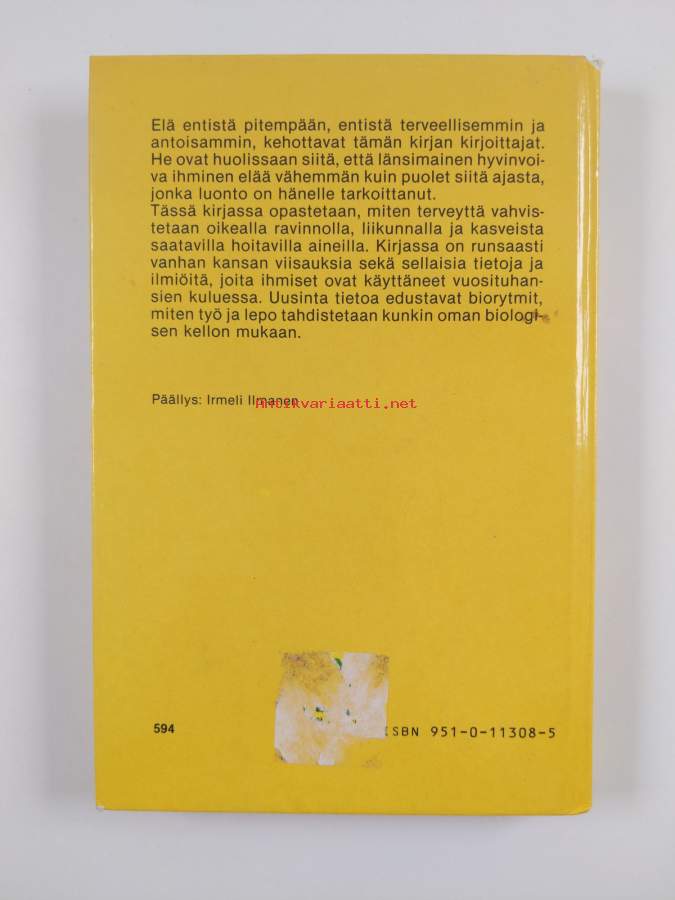 Elä entistä pitempään, entistä terveellisemmin ja
antoisammin, kehottavat tämän kirjan kirjoittajat.
He ovat huolissaan siitä, että länsimainen hyvinvoi-
va ihminen elää vähemmän kuin puolet siitä ajasta,
jonka luonto on hänelle tarkoittanut.
Tässä kirjassa opastetaan, miten terveyttä vahvis-
tetaan oikealla ravinnolla, liikunnalla ja kasveista
saatavilla hoitavilla aineilla. Kirjassa on runsaasti
vanhan kansan viisauksia sekä sellaisia tietoja ja
ilmiöitä, joita ihmiset ovat käyttäneet vuosituhan-
sien kuluessa. Uusinta tietoa edustavat biorytmit,
miten työ ja lepo tahdistetaan kunkin oman biologi-
sen kellon mukaan.
Päällys: Irmeli Ilmanen
Antikvariaatti.net
594
ISBN 951-0-11308-5